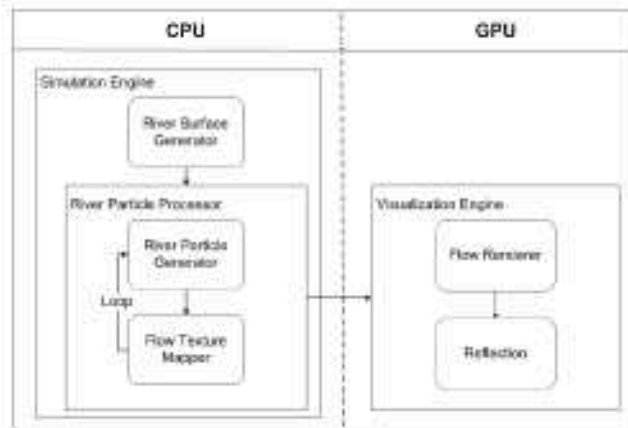 CPU
GPU
Simulation Engine
River Surface
Generator
River Particle Processor
River Particle
Generator
Loop
Flow Texture
Mapper
Visualization Engine
Flow Renderer
Reflection